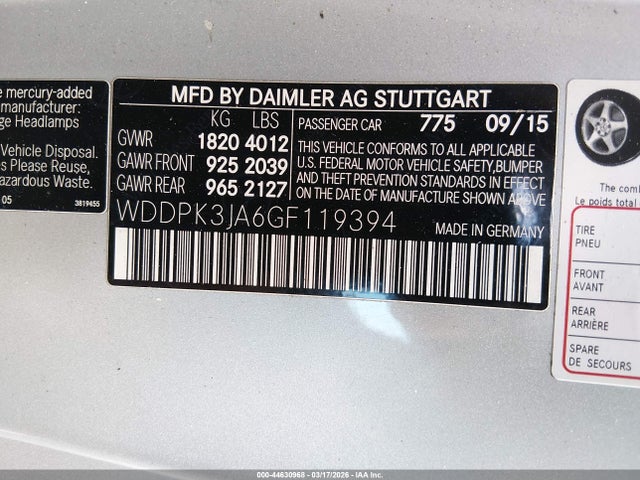 e mercury-added
manufacturer:
ge Headlamps
Vehicle Disposal.
s Please Reuse,
azardous Waste.
05 3819455
MFD BY DAIMLER AG STUTTGART
KG LBS
GVWR 1820 4012
GAWR FRONT 925 2039
GAWR REAR 965 2127
PASSENGER CAR 775 09/15
THIS VEHICLE CONFORMS TO ALL APPLICABLE
U.S. FEDERAL MOTOR VEHICLE SAFETY,BUMPER
AND THEFT PREVENTION STANDARDS IN EFFECT
ON THE DATE OF MANUFACTURE SHOWN ABOVE.
WDDPK3JA6GF119394
MADE IN GERMANY
The comb
Le poids total
TIRE
PNEU
FRONT
AVANT
REAR
ARRIÈRE
SPARE
DE SECOURS
000-44630968 | 03/17/2026 | IAA Inc.